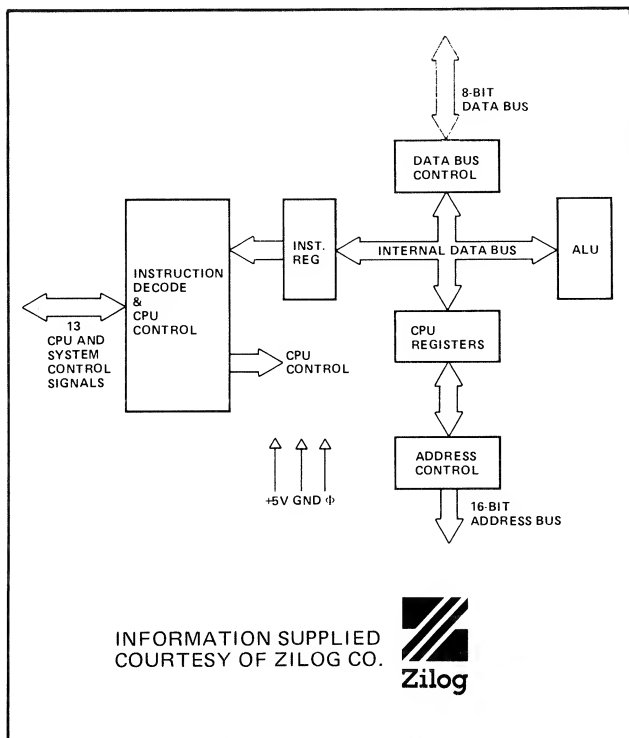 8-BIT
DATA BUS
DATA BUS
CONTROL
INSTRUCTION
DECODE
&
CPU
CONTROL
INST.
REG
INTERNAL DATA BUS
ALU
13
CPU AND
SYSTEM
CONTROL
SIGNALS
CPU
CONTROL
CPU
REGISTERS
ADDRESS
CONTROL
+5V GND Φ
16-BIT
ADDRESS BUS
INFORMATION SUPPLIED
COURTESY OF ZILOG CO.
Zilog